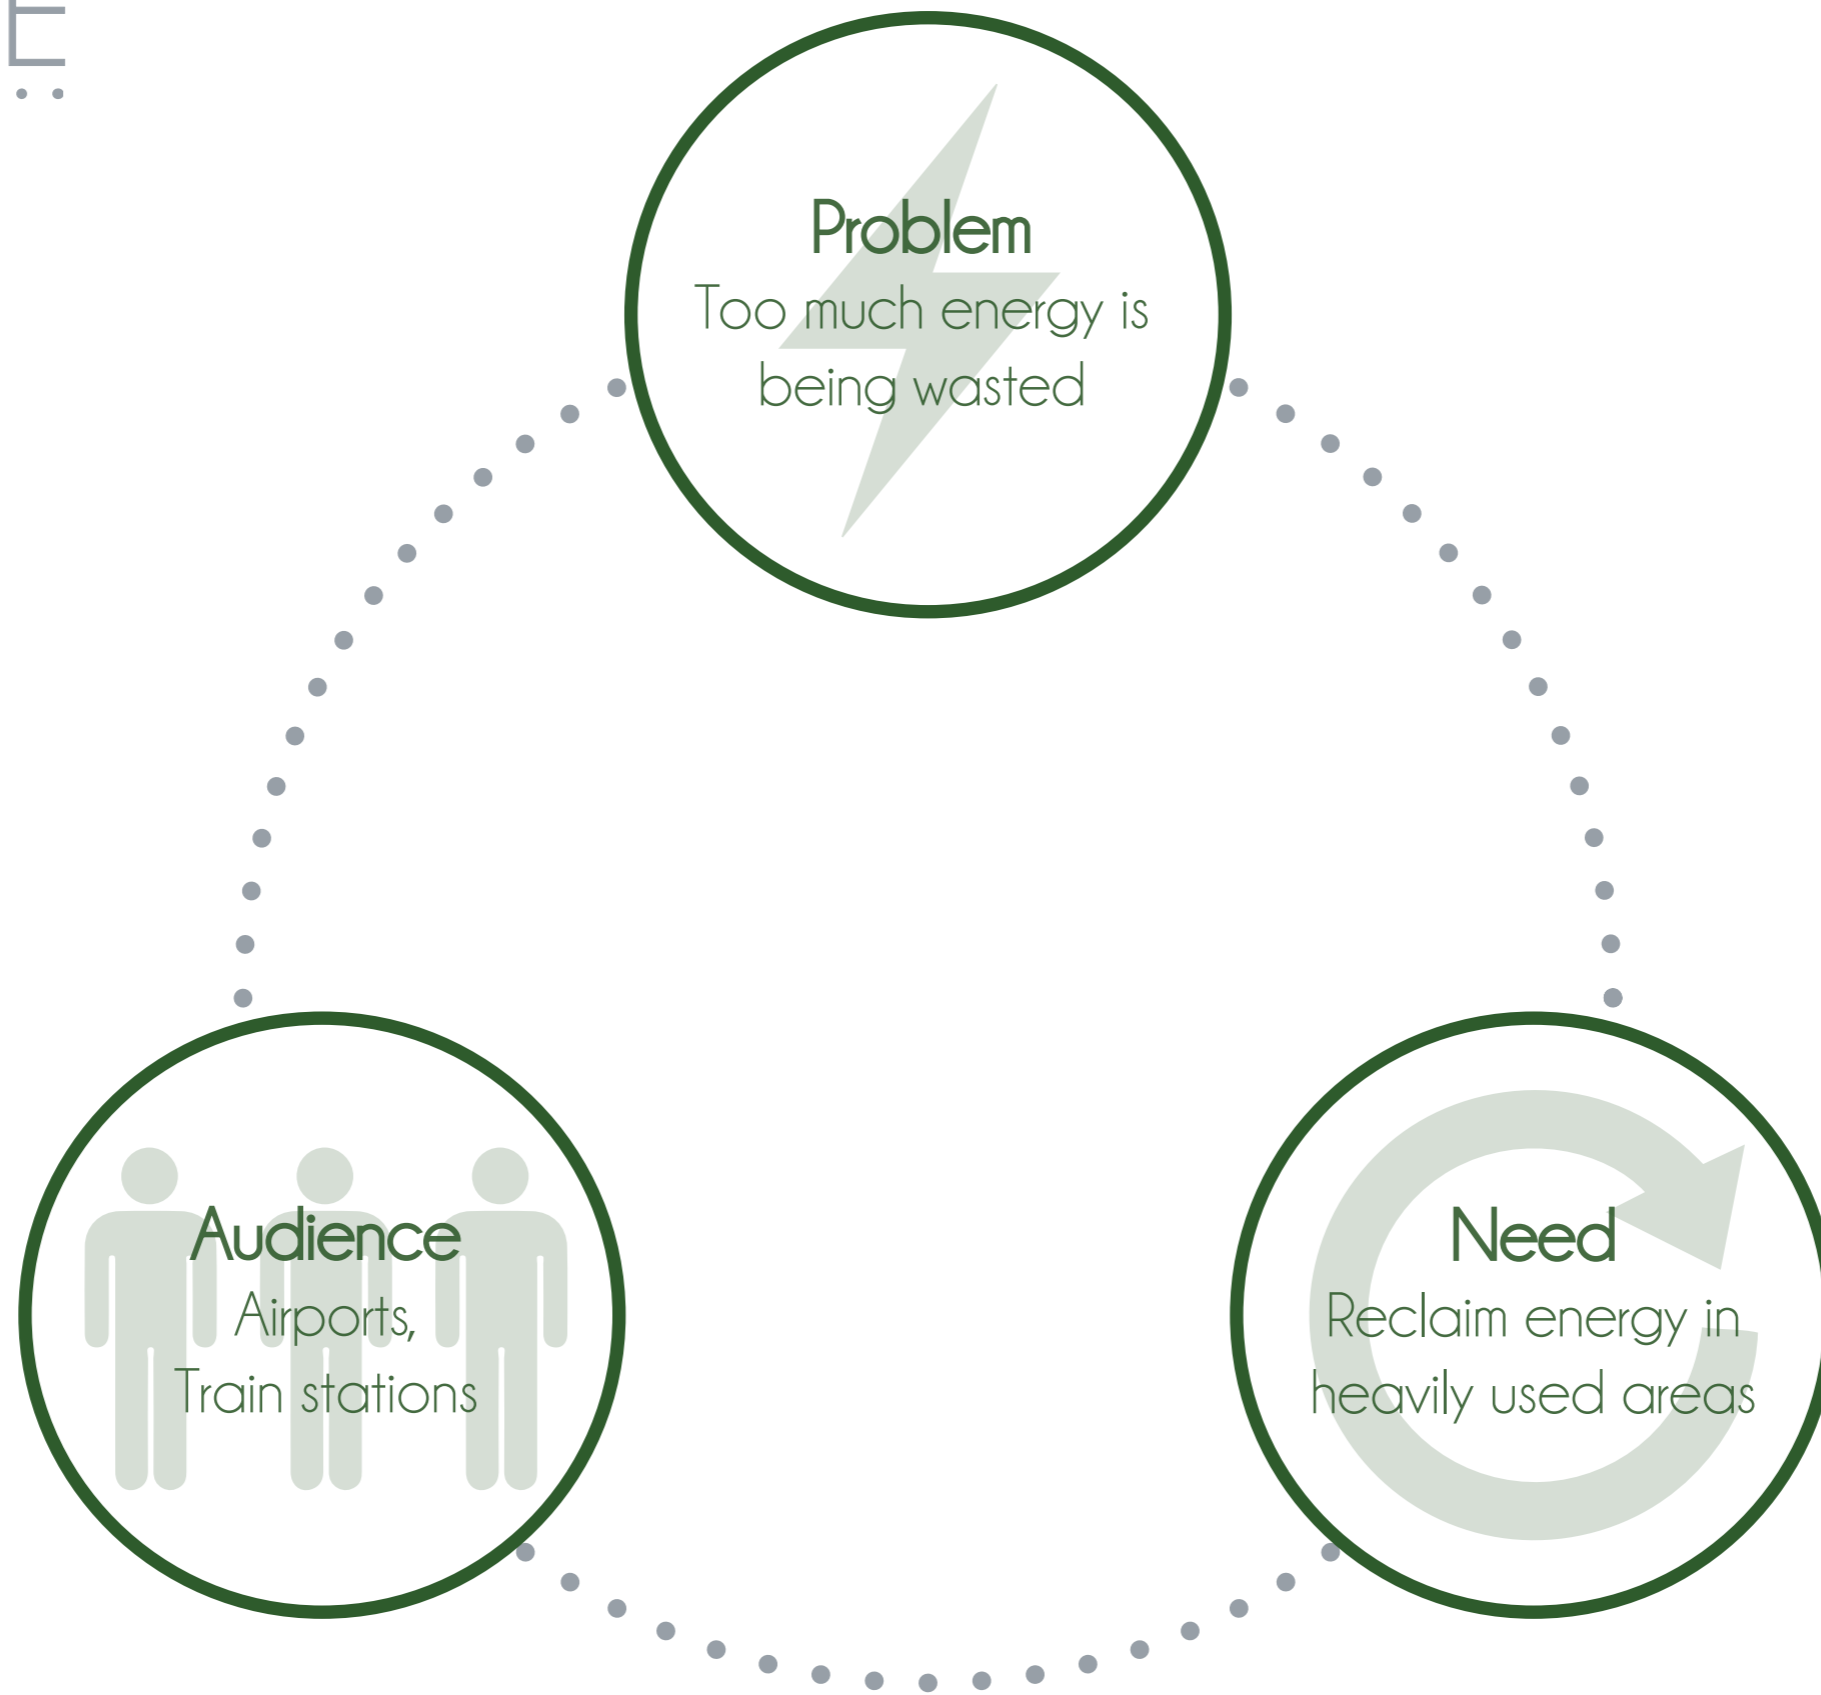 E
Problem
Too much energy is
being wasted
Audience
Airports,
Train stations
Need
Reclaim energy in
heavily used areas